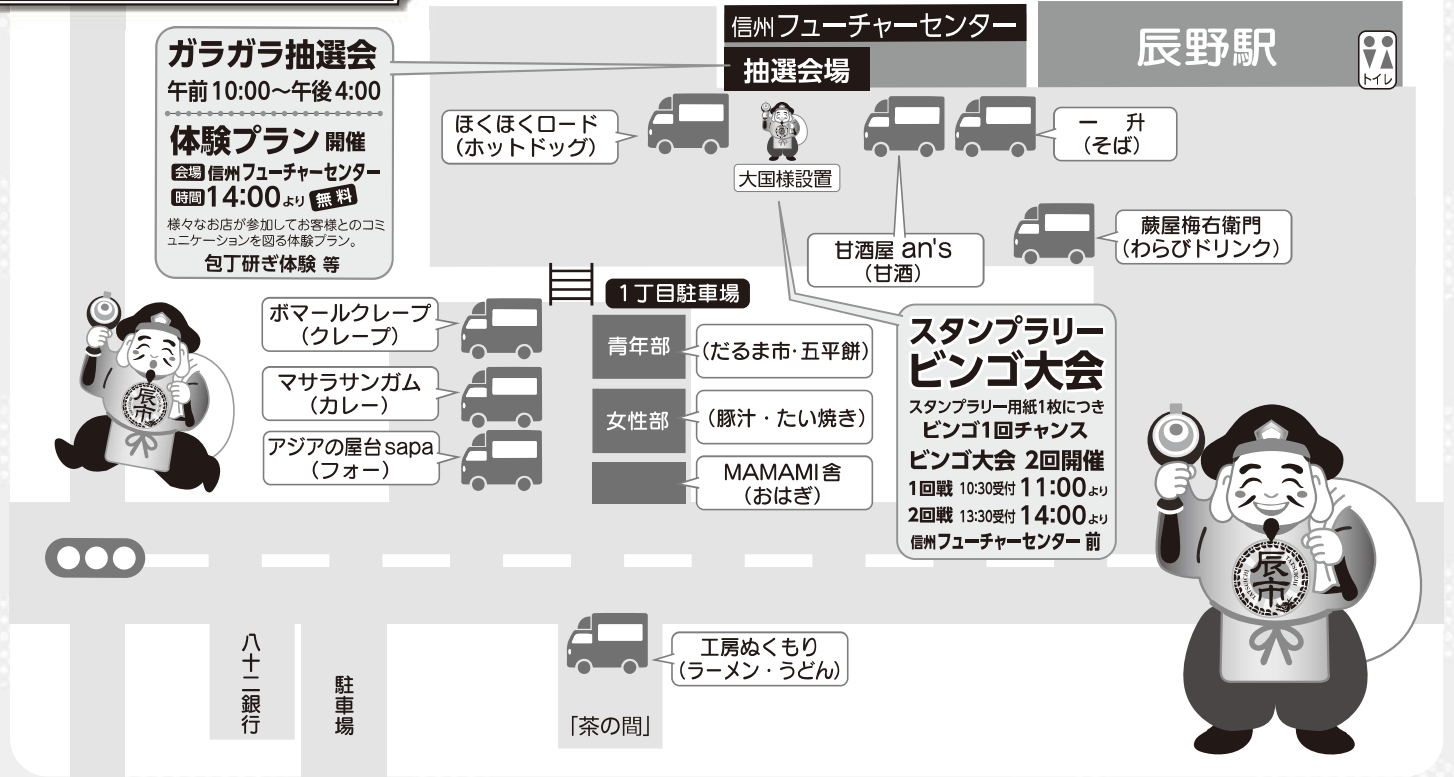 信州フューチャーセンター
抽選会場
辰野駅
トイレ
ガラガラ抽選会
午前10:00～午後4:00
体験プラン 開催
会場 信州フューチャーセンター
時間 14:00より 無料
様々なお店が参加してお客様とのコミ
ュニケーションを図る体験プラン。
包丁研ぎ体験 等
ほくほくロード
(ホットドッグ)
大国様設置
一 升
(そば)
甘酒屋 an's
(甘酒)
蕨屋梅右衛門
(わらびドリンク)
1丁目駐車場
ボマールクレープ
(クレープ)
マサラサンガム
(カレー)
アジアの屋台sapa
(フォー)
青年部
(だるま市・五平餅)
女性部
(豚汁・たい焼き)
MAMAMI舎
(おはぎ)
スタンプラリー
ビンゴ大会
スタンプラリー用紙1枚につき
ビンゴ1回チャンス
ビンゴ大会 2回開催
1回戦 10:30受付 11:00より
2回戦 13:30受付 14:00より
信州フューチャーセンター 前
辰市
辰市
八十二銀行
駐車場
工房ぬくもり
(ラーメン・うどん)
「茶の間」